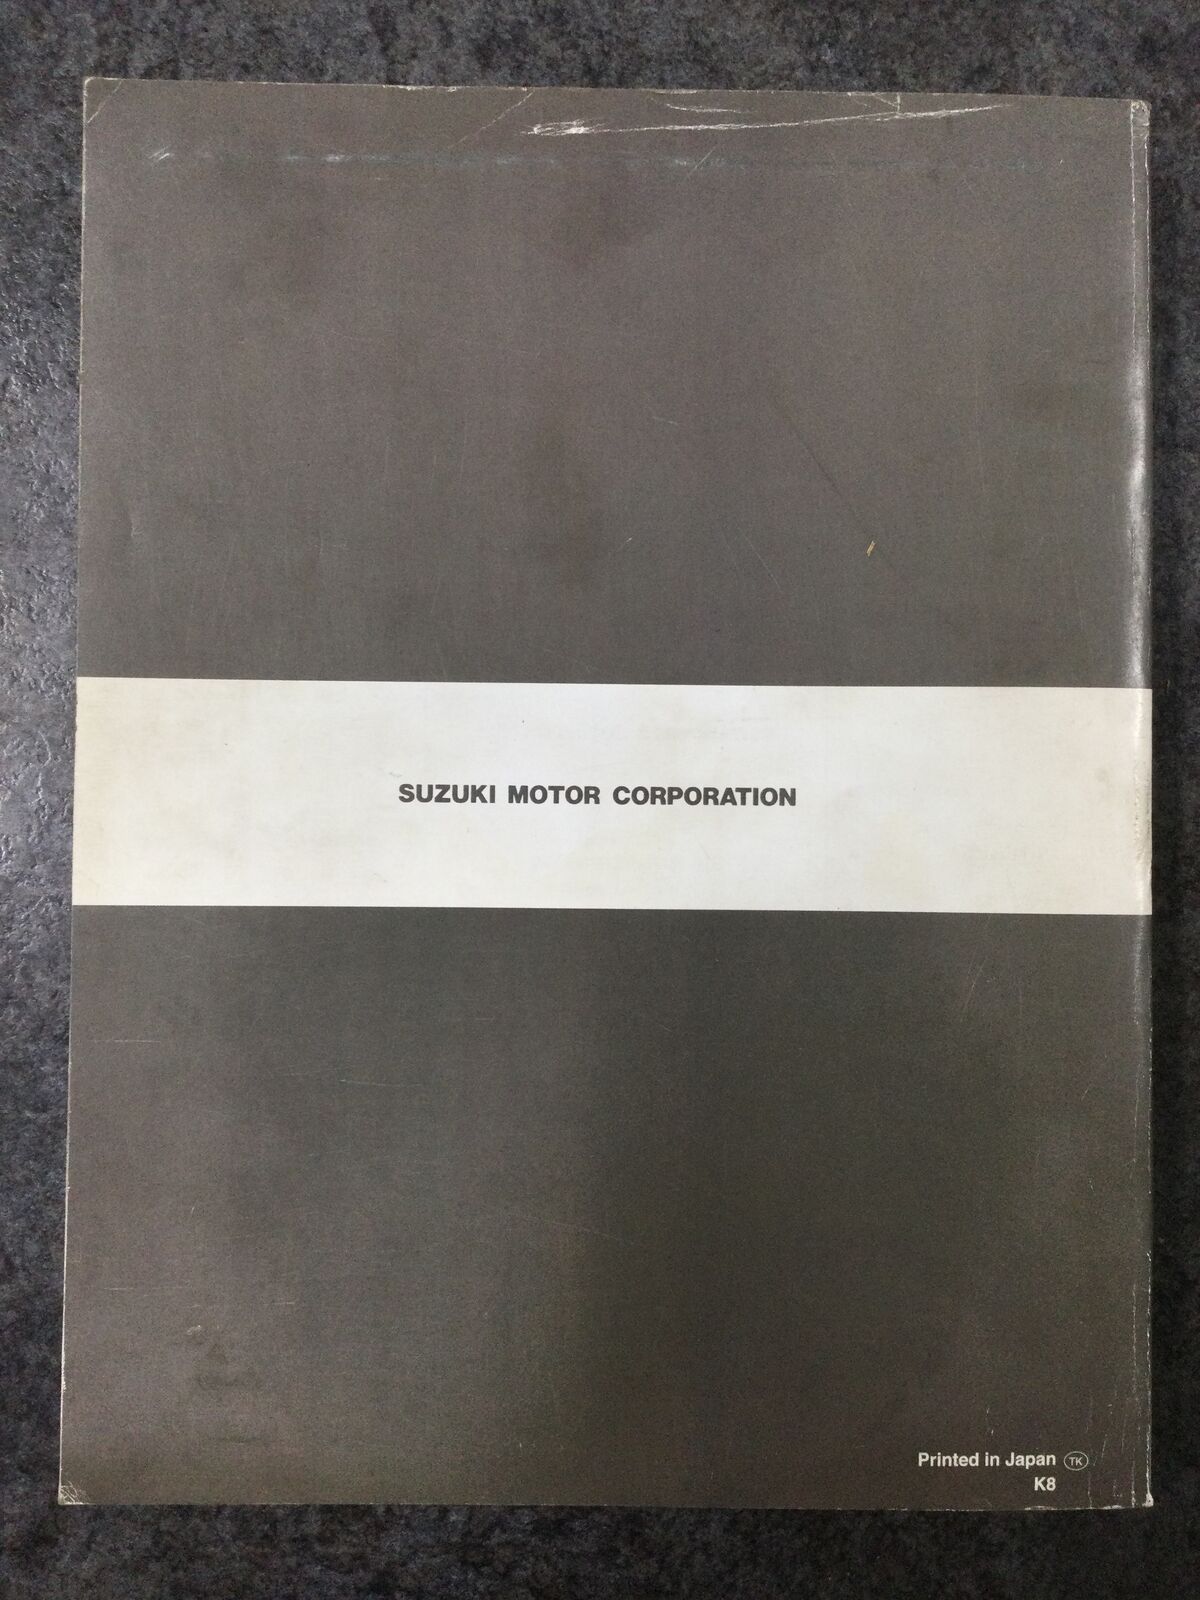 SUZUKI MOTOR CORPORATION
Printed in Japan TK
K8